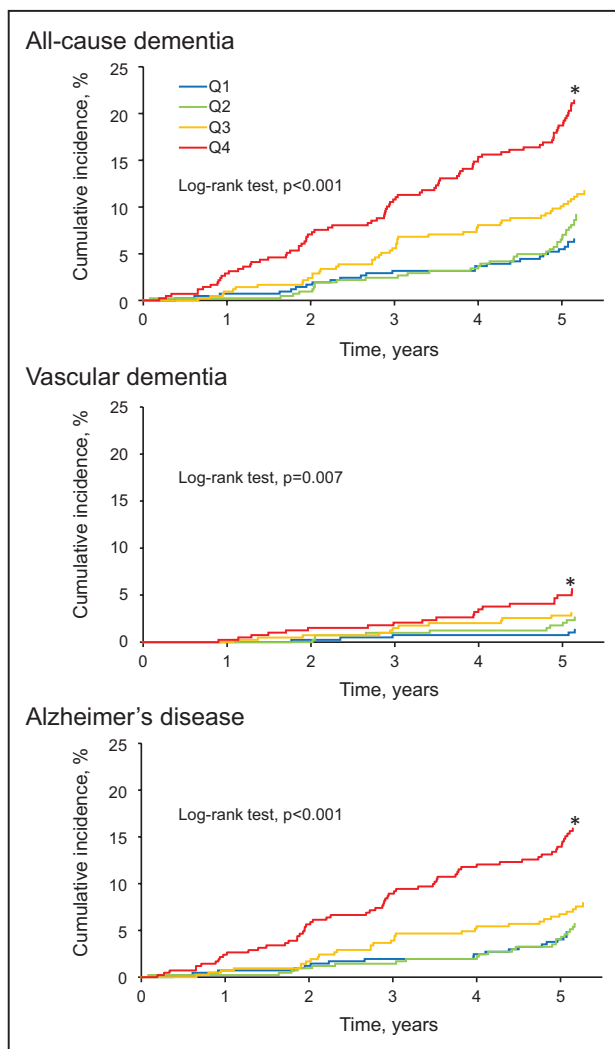 All-cause dementia
25
20
15
10
5
0
Cumulative incidence, %
Q1
Q2
Q3
Q4
Log-rank test, p<0.001
*
0 1 2 3 4 5
Time, years
Vascular dementia
25
20
15
10
5
0
Cumulative incidence, %
Log-rank test, p=0.007
*
0 1 2 3 4 5
Time, years
Alzheimer’s disease
25
20
15
10
5
0
Cumulative incidence, %
Log-rank test, p<0.001
*
0 1 2 3 4 5
Time, years